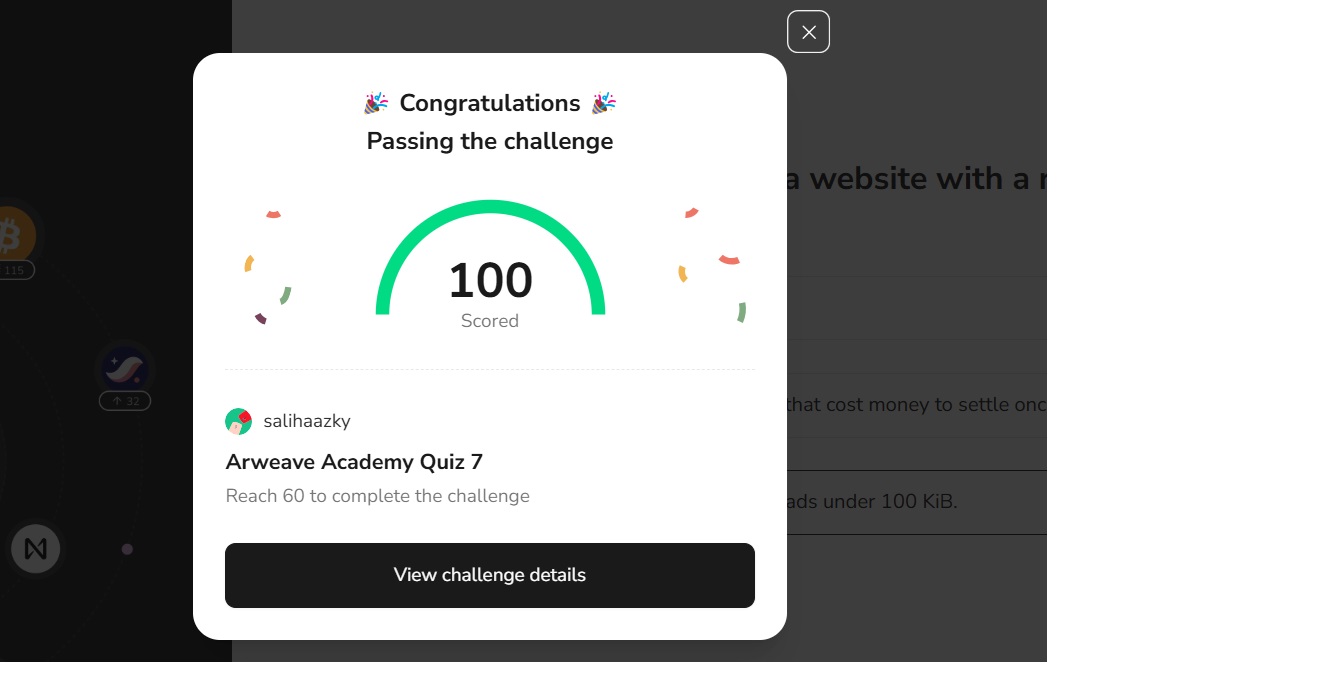 Congratulations
Passing the challenge
a website with a
115
100
Scored
32
that cost money to settle onc
salihaazky
Arweave Academy Quiz 7
Reach 60 to complete the challenge
ads under 100 KiB.
View challenge details